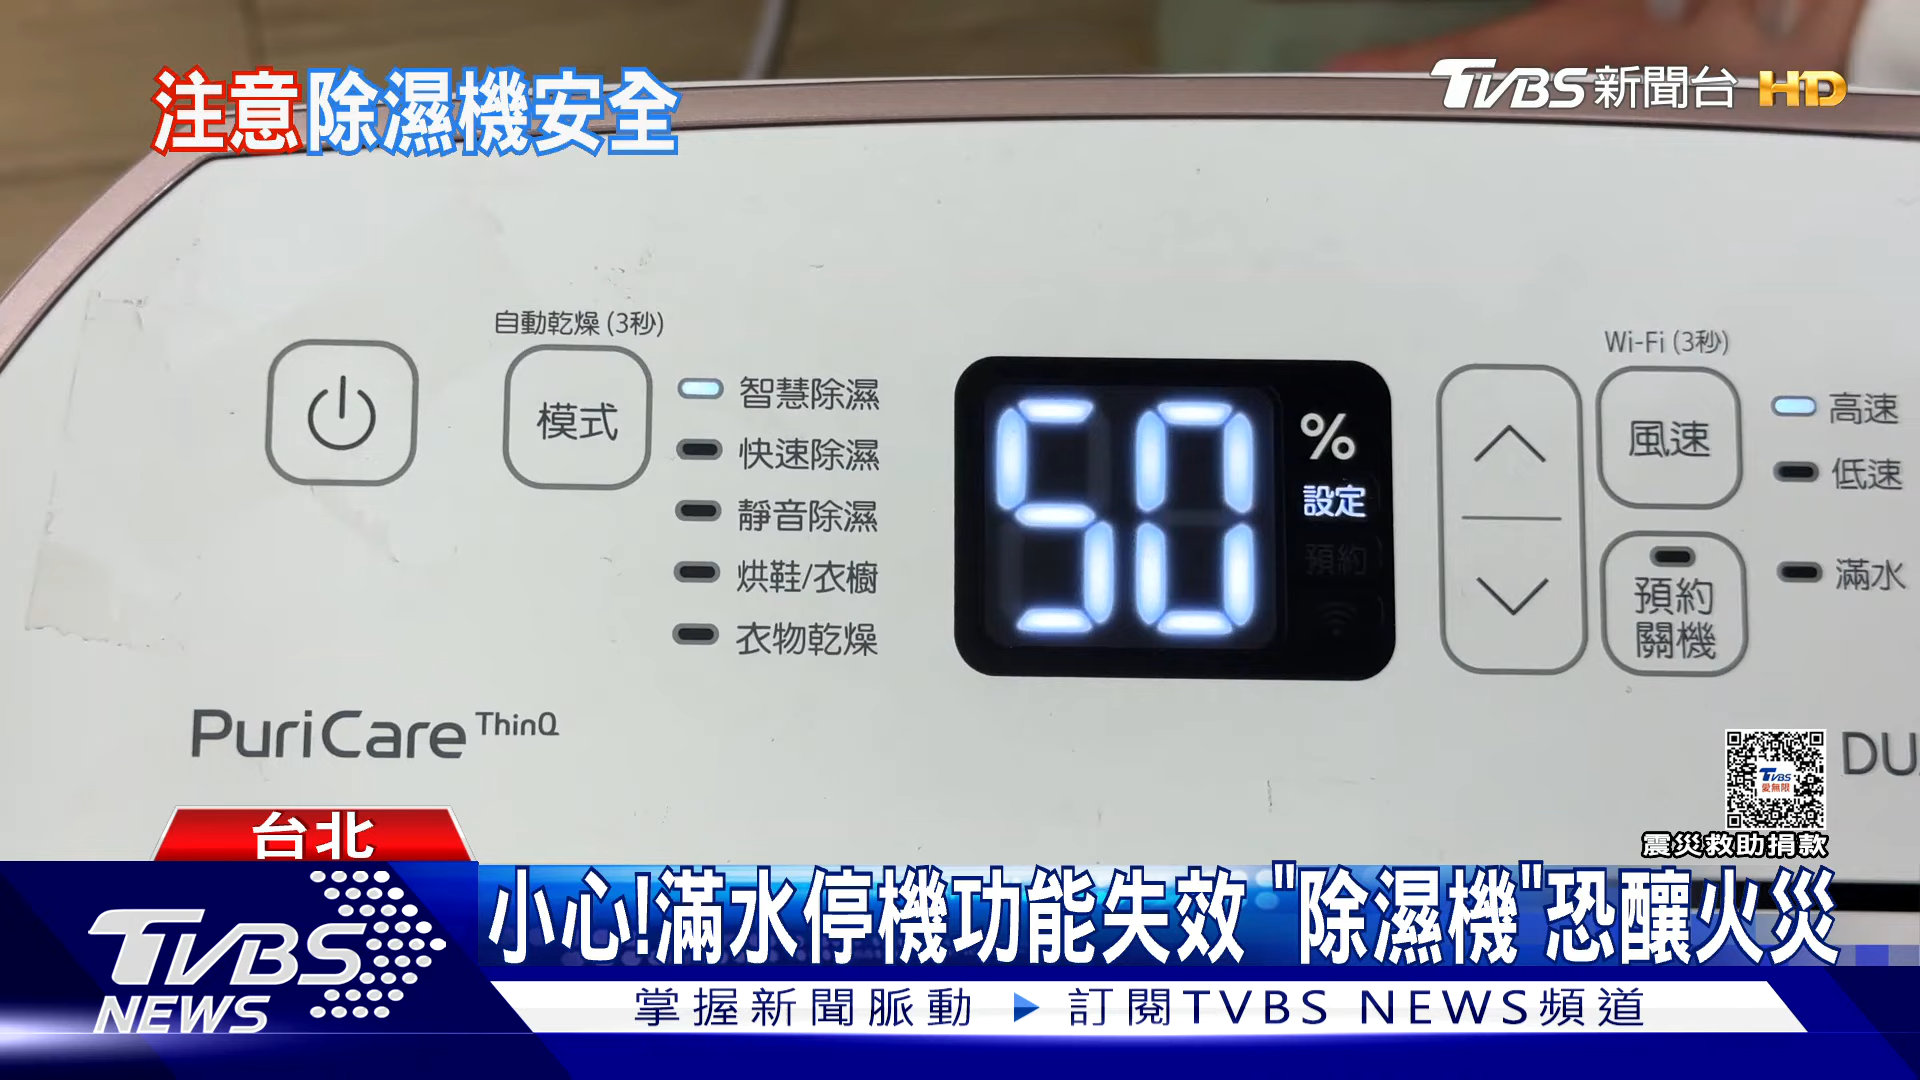 注意除濕機安全
TVBS新聞台 HD
自動乾燥 (3秒)
模式
智慧除濕
快速除濕
靜音除濕
烘鞋/衣櫥
衣物乾燥
50 %
設定
預約
Wi-Fi (3秒)
風速
高速
低速
預約
關機
滿水
PuriCare ThinQ
DU
TVBS
愛無限
震災救助捐款
台北
小心!滿水停機功能失效 "除濕機"恐釀火災
TVBS
NEWS
掌握新聞脈動 ▶ 訂閱TVBS NEWS頻道